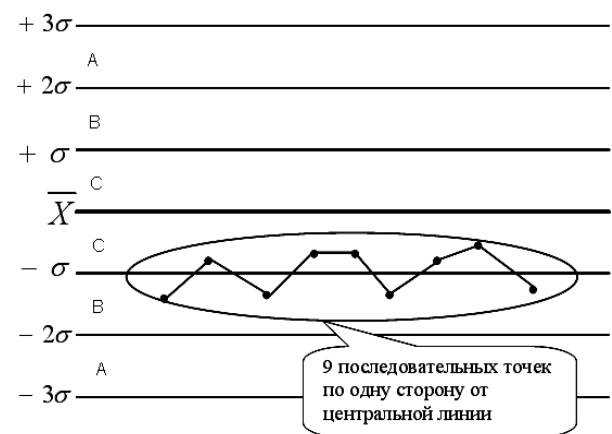 + 3σ
A
+ 2σ
B
+ σ
C
X̄
C
− σ
B
− 2σ
A
− 3σ
9 последовательных точек
по одну сторону от
центральной линии